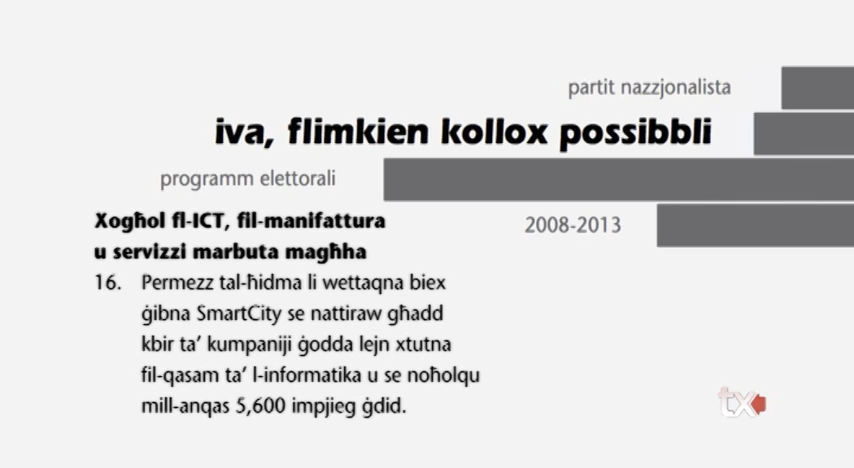 partit nazzjonalista
iva, flimkien kollox possibbli
programm elettorali
2008-2013
Xogħol fl-ICT, fil-manifattura
u servizzi marbuta magħha
16. Permezz tal-ħidma li wettaqna biex
ġibna SmartCity se nattiraw għadd
kbir ta’ kumpaniji ġodda lejn xtutna
fil-qasam ta’ l-informatika u se noħolqu
mill-anqas 5,600 impjieg ġdid.
tx